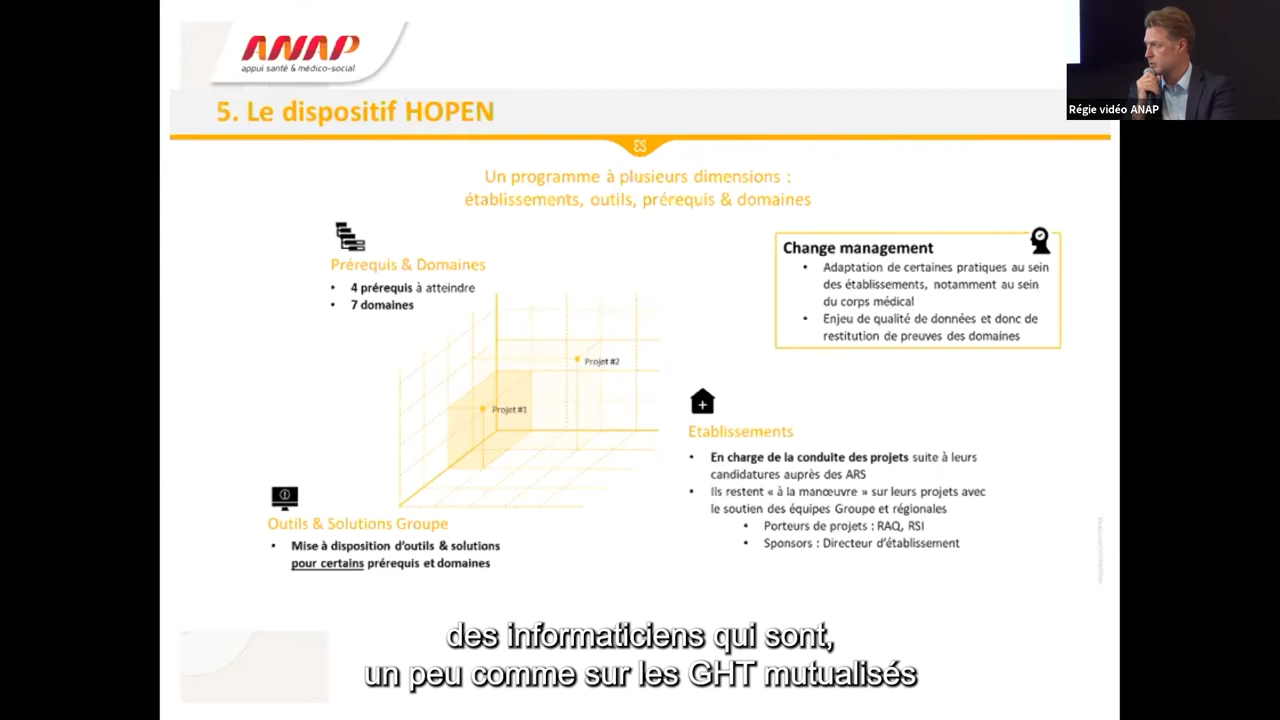 ANAP
appui santé & médico-social
Régie vidéo ANAP
5. Le dispositif HOPEN
Un programme à plusieurs dimensions :
établissements, outils, prérequis & domaines
Prérequis & Domaines
• 4 prérequis à atteindre
• 7 domaines
Change management
• Adaptation de certaines pratiques au sein
des établissements, notamment au sein
du corps médical
• Enjeu de qualité de données et donc de
restitution de preuves des domaines
Projet #2
Projet #1
Etablissements
• En charge de la conduite des projets suite à leurs
candidatures auprès des ARS
• Ils restent « à la manœuvre » sur leurs projets avec
le soutien des équipes Groupe et régionales
• Porteurs de projets : RAQ, RSI
• Sponsors : Directeur d'établissement
Outils & Solutions Groupe
• Mise à disposition d'outils & solutions
pour certains prérequis et domaines
des informaticiens qui sont,
un peu comme sur les GHT mutualisés